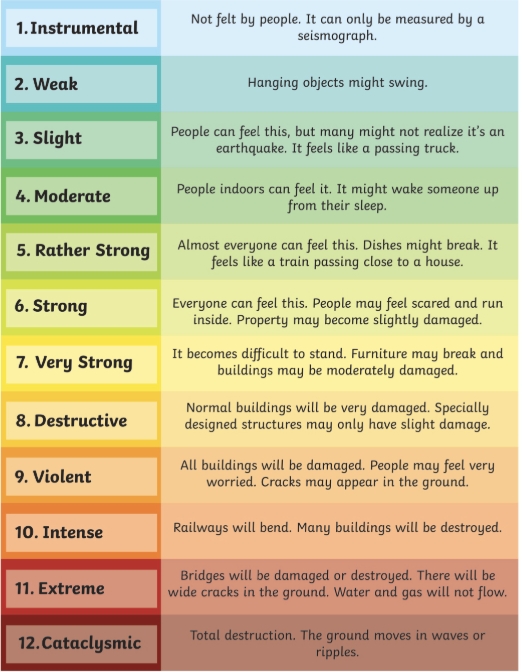 1. Instrumental
Not felt by people. It can only be measured by a
seismograph.
2. Weak
Hanging objects might swing.
3. Slight
People can feel this, but many might not realize it's an
earthquake. It feels like a passing truck.
4. Moderate
People indoors can feel it. It might wake someone up
from their sleep.
5. Rather Strong
Almost everyone can feel this. Dishes might break. It
feels like a train passing close to a house.
6. Strong
Everyone can feel this. People may feel scared and run
inside. Property may become slightly damaged.
7. Very Strong
It becomes difficult to stand. Furniture may break and
buildings may be moderately damaged.
8. Destructive
Normal buildings will be very damaged. Specially
designed structures may only have slight damage.
9. Violent
All buildings will be damaged. People may feel very
worried. Cracks may appear in the ground.
10. Intense
Railways will bend. Many buildings will be destroyed.
11. Extreme
Bridges will be damaged or destroyed. There will be
wide cracks in the ground. Water and gas will not flow.
12. Cataclysmic
Total destruction. The ground moves in waves or
ripples.